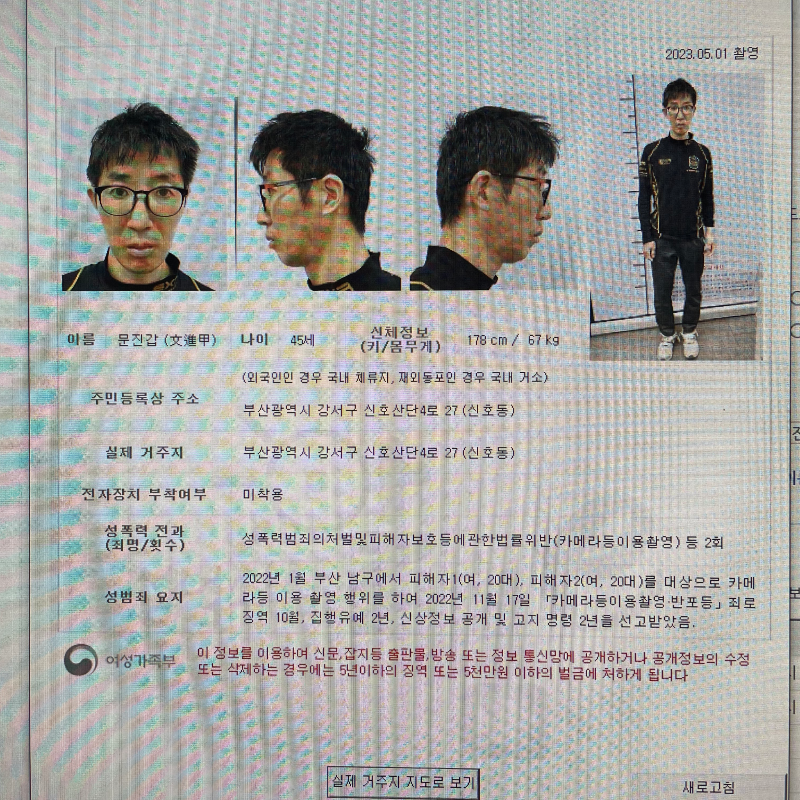 2023.05.01 촬영
이름 문진갑 (文進甲) 나이 45세 신체정보 (키/몸무게) 178 cm / 67 kg
(외국인인 경우 국내 체류지, 재외동포인 경우 국내 거소)
주민등록상 주소
부산광역시 강서구 신호산단4로 27 (신호동)
실제 거주지 부산광역시 강서구 신호산단4로 27 (신호동)
전자장치 부착여부 미착용
성폭력 전과
(죄명/횟수)
성폭력범죄의처벌및피해자보호등에관한법률위반(카메라등이용촬영) 등 2회
성범죄 요지
2022년 1월 부산 남구에서 피해자1(여, 20대), 피해자2(여, 20대)를 대상으로 카메
라등 이용 촬영 행위를 하여 2022년 11월 17일 「카메라등이용촬영·반포등」 죄로
징역 10월, 집행유예 2년, 신상정보 공개 및 고지 명령 2년을 선고받았음.
여성가족부
이 정보를 이용하여 신문,잡지등 출판물,방송 또는 정보 통신망에 공개하거나 공개정보의 수정
또는 삭제하는 경우에는 5년이하의 징역 또는 5천만원 이하의 벌금에 처하게 됩니다
실제 거주지 지도로 보기
새로고침